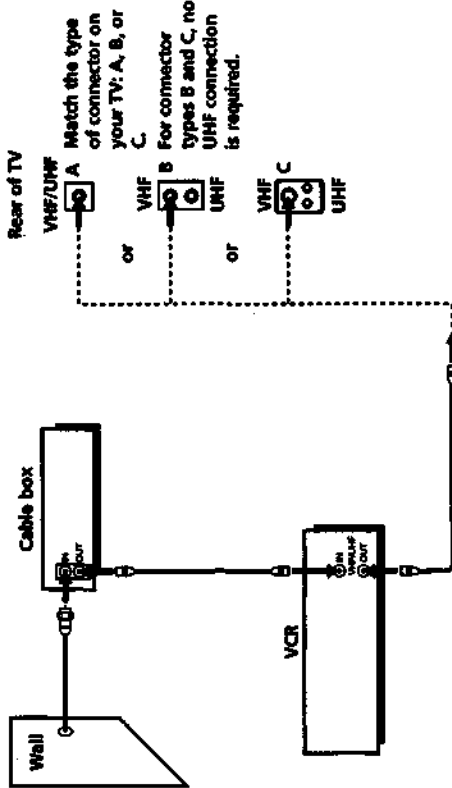 Wall
Cable box
IN
OUT
VCR
IN
VHF/UHF
OUT
Rear of TV
VHF/UHF
A
Match the type
of connector on
your TV: A, B, or
C.
or
VHF
B
UHF
For connector
types B and C, no
UHF connection
is required.
or
VHF
C
UHF